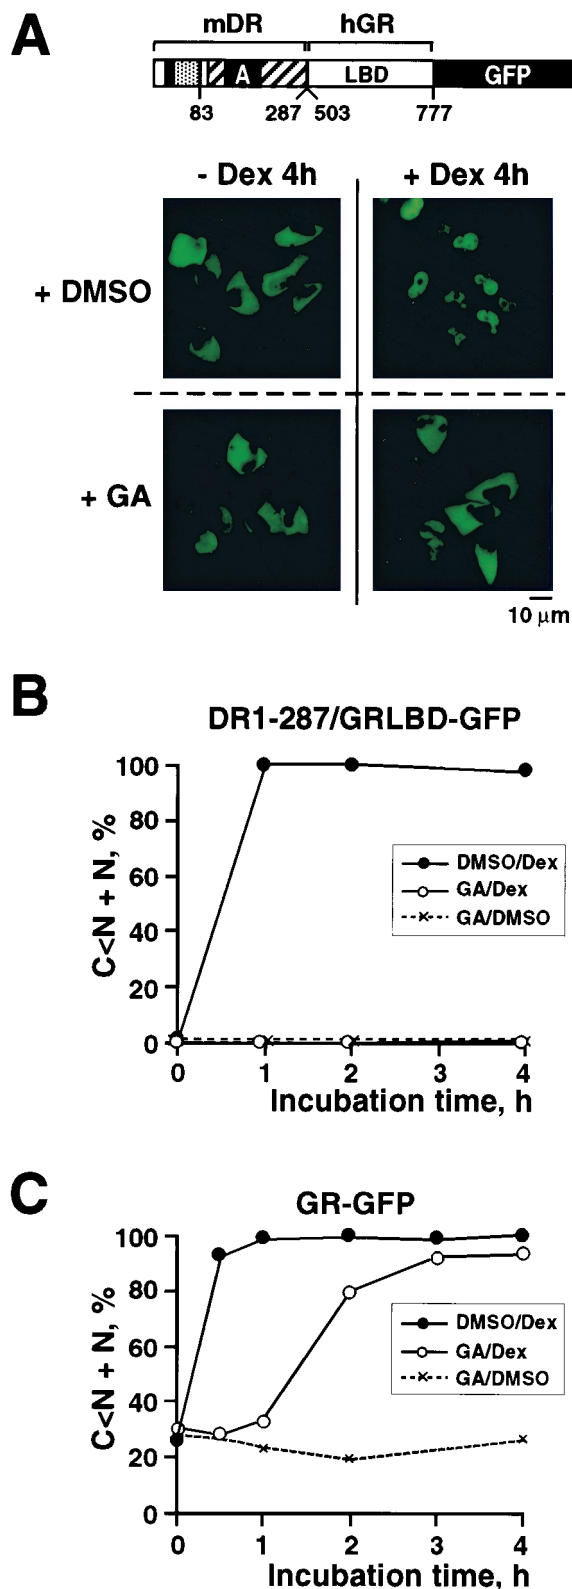 A
mDR hGR
A LBD GFP
83 287 503 777
- Dex 4h + Dex 4h
+ DMSO
+ GA
10 µm
B
DR1-287/GRLBD-GFP
C<N + N, %
100
80
60
40
20
0
DMSO/Dex
GA/Dex
GA/DMSO
0 1 2 3 4
Incubation time, h
C
GR-GFP
C<N + N, %
100
80
60
40
20
0
DMSO/Dex
GA/Dex
GA/DMSO
0 1 2 3 4
Incubation time, h